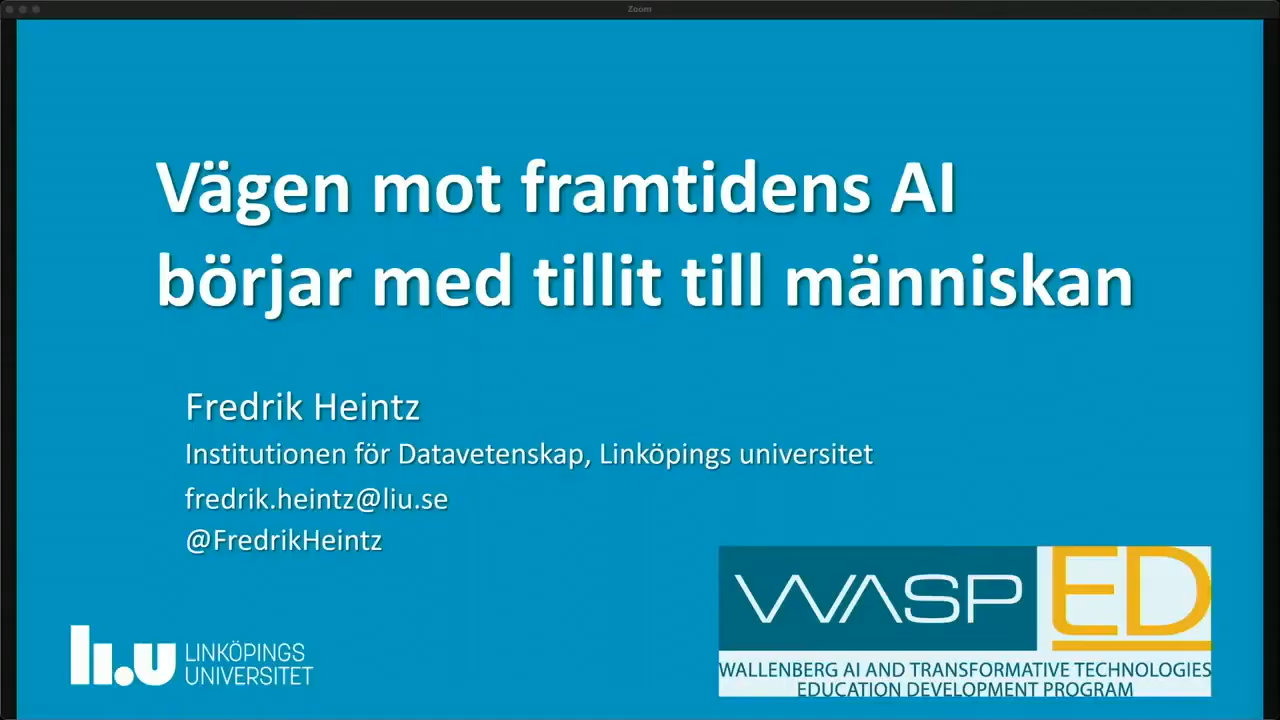 Zoom
Vägen mot framtidens AI
börjar med tillit till människan
Fredrik Heintz
Institutionen för Datavetenskap, Linköpings universitet
fredrik.heintz@liu.se
@FredrikHeintz
li.u LINKÖPINGS
UNIVERSITET
WASP ED
WALLENBERG AI AND TRANSFORMATIVE TECHNOLOGIES
EDUCATION DEVELOPMENT PROGRAM